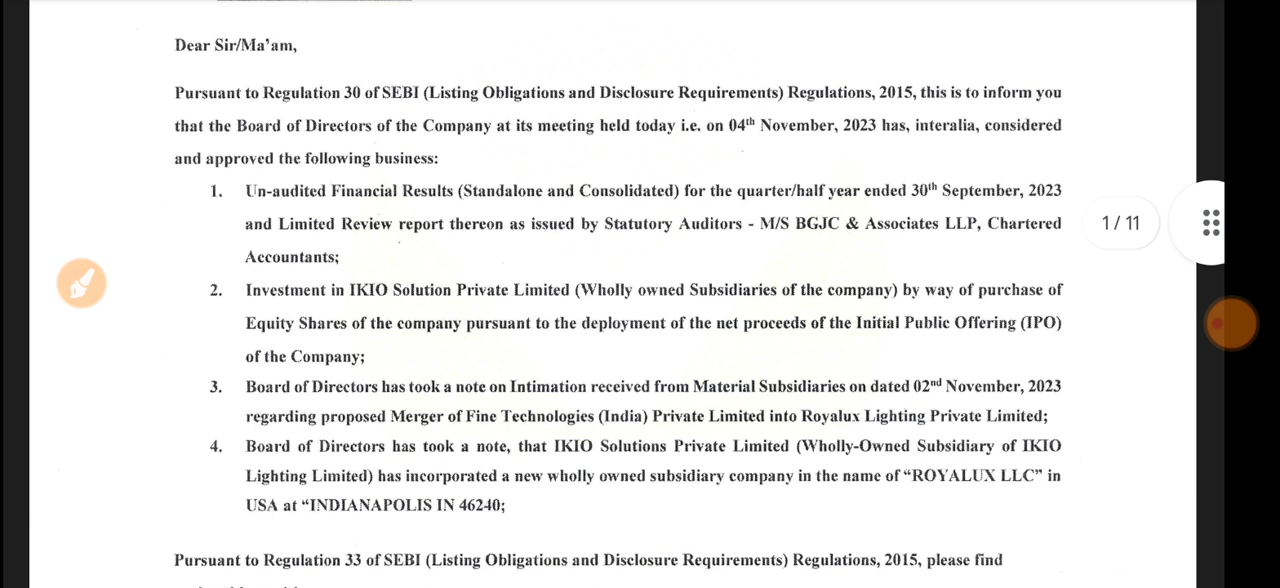 Dear Sir/Ma'am,
Pursuant to Regulation 30 of SEBI (Listing Obligations and Disclosure Requirements) Regulations, 2015, this is to inform you
that the Board of Directors of the Company at its meeting held today i.e. on 04th November, 2023 has, interalia, considered
and approved the following business:
1. Un-audited Financial Results (Standalone and Consolidated) for the quarter/half year ended 30th September, 2023
and Limited Review report thereon as issued by Statutory Auditors - M/S BGJC & Associates LLP, Chartered
Accountants;
2. Investment in IKIO Solution Private Limited (Wholly owned Subsidiaries of the company) by way of purchase of
Equity Shares of the company pursuant to the deployment of the net proceeds of the Initial Public Offering (IPO)
of the Company;
3. Board of Directors has took a note on Intimation received from Material Subsidiaries on dated 02nd November, 2023
regarding proposed Merger of Fine Technologies (India) Private Limited into Royalux Lighting Private Limited;
4. Board of Directors has took a note, that IKIO Solutions Private Limited (Wholly-Owned Subsidiary of IKIO
Lighting Limited) has incorporated a new wholly owned subsidiary company in the name of "ROYALUX LLC" in
USA at "INDIANAPOLIS IN 46240;
Pursuant to Regulation 33 of SEBI (Listing Obligations and Disclosure Requirements) Regulations, 2015, please find
1 / 11